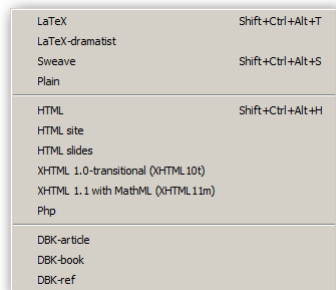 LaTeX Shift+Ctrl+Alt+T
LaTeX-dramatist
Sweave Shift+Ctrl+Alt+S
Plain
HTML Shift+Ctrl+Alt+H
HTML site
HTML slides
XHTML 1.0-transitional (XHTML10t)
XHTML 1.1 with MathML (XHTML11m)
Php
DBK-article
DBK-book
DBK-ref